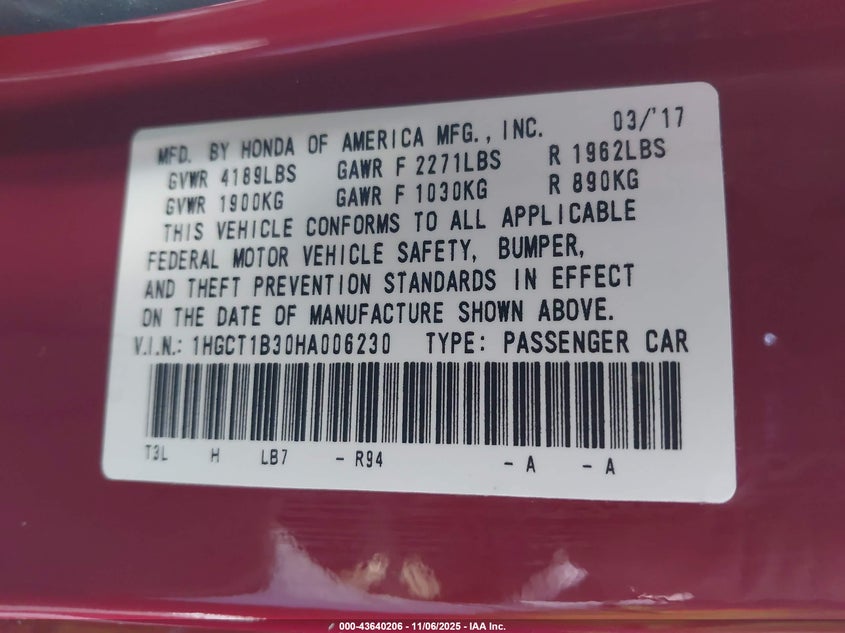 MFD. BY HONDA OF AMERICA MFG., INC. 03/'17
GVWR 4189LBS GAWR F 2271LBS R 1962LBS
GVWR 1900KG GAWR F 1030KG R 890KG
THIS VEHICLE CONFORMS TO ALL APPLICABLE
FEDERAL MOTOR VEHICLE SAFETY, BUMPER,
AND THEFT PREVENTION STANDARDS IN EFFECT
ON THE DATE OF MANUFACTURE SHOWN ABOVE.
V.I.N.: 1HGCT1B30HA006230 TYPE: PASSENGER CAR
T3L H LB7 - R94 - A - A
000-43640206 - 11/06/2025 - IAA Inc.